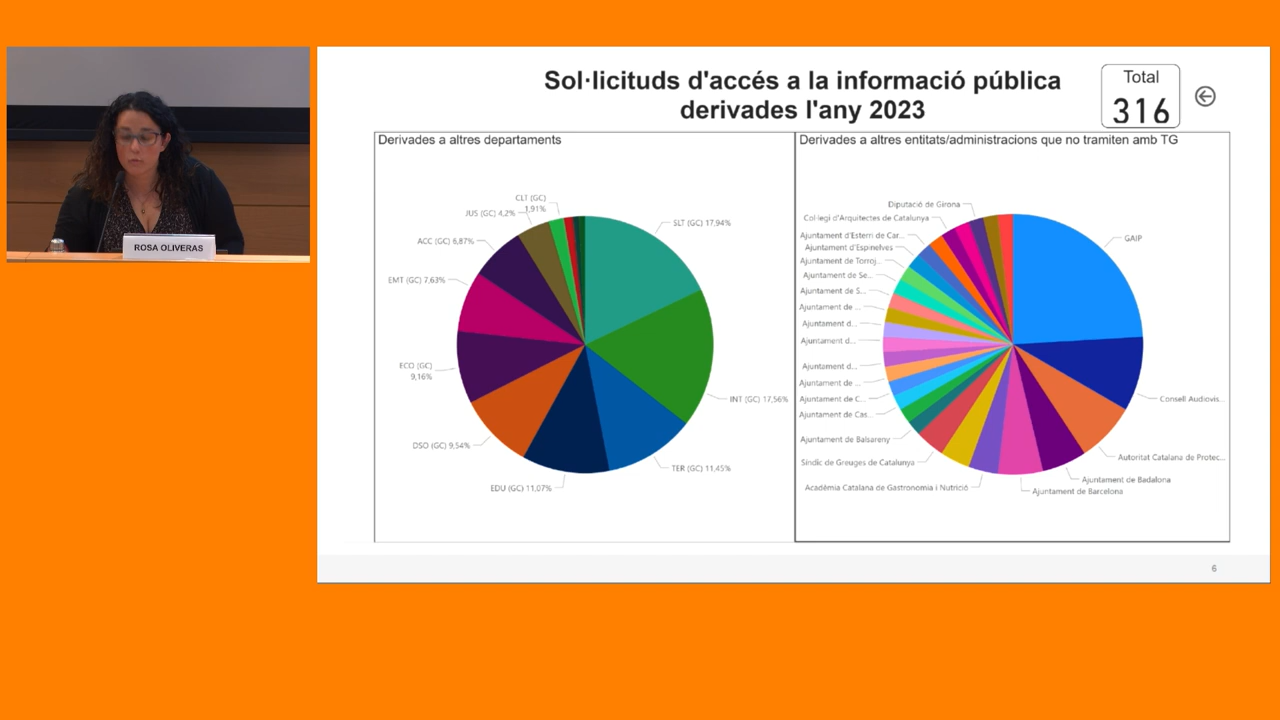 ROSA OLIVERAS
Sol·licituds d'accés a la informació pública
derivades l'any 2023
Total
316
Derivades a altres departaments
CLT (GC)
1,91%
JUS (GC) 4,2%
ACC (GC) 6,87%
EMT (GC) 7,63%
ECO (GC)
9,16%
DSO (GC) 9,54%
EDU (GC) 11,07%
TER (GC) 11,45%
INT (GC) 17,56%
SLT (GC) 17,94%
Derivades a altres entitats/administracions que no tramiten amb TG
Diputació de Girona
Col·legi d'Arquitectes de Catalunya
Ajuntament d'Esterri de Car...
Ajuntament d'Espinelves
Ajuntament de Torroj...
Ajuntament de Se...
Ajuntament de S...
Ajuntament de ...
Ajuntament d...
Ajuntament d...
Ajuntament d...
Ajuntament de ...
Ajuntament de C...
Ajuntament de Cas...
Ajuntament de Balsareny
Síndic de Greuges de Catalunya
Acadèmia Catalana de Gastronomia i Nutrició
Ajuntament de Barcelona
Ajuntament de Badalona
Autoritat Catalana de Protec...
Consell Audiovis...
GAIP
6